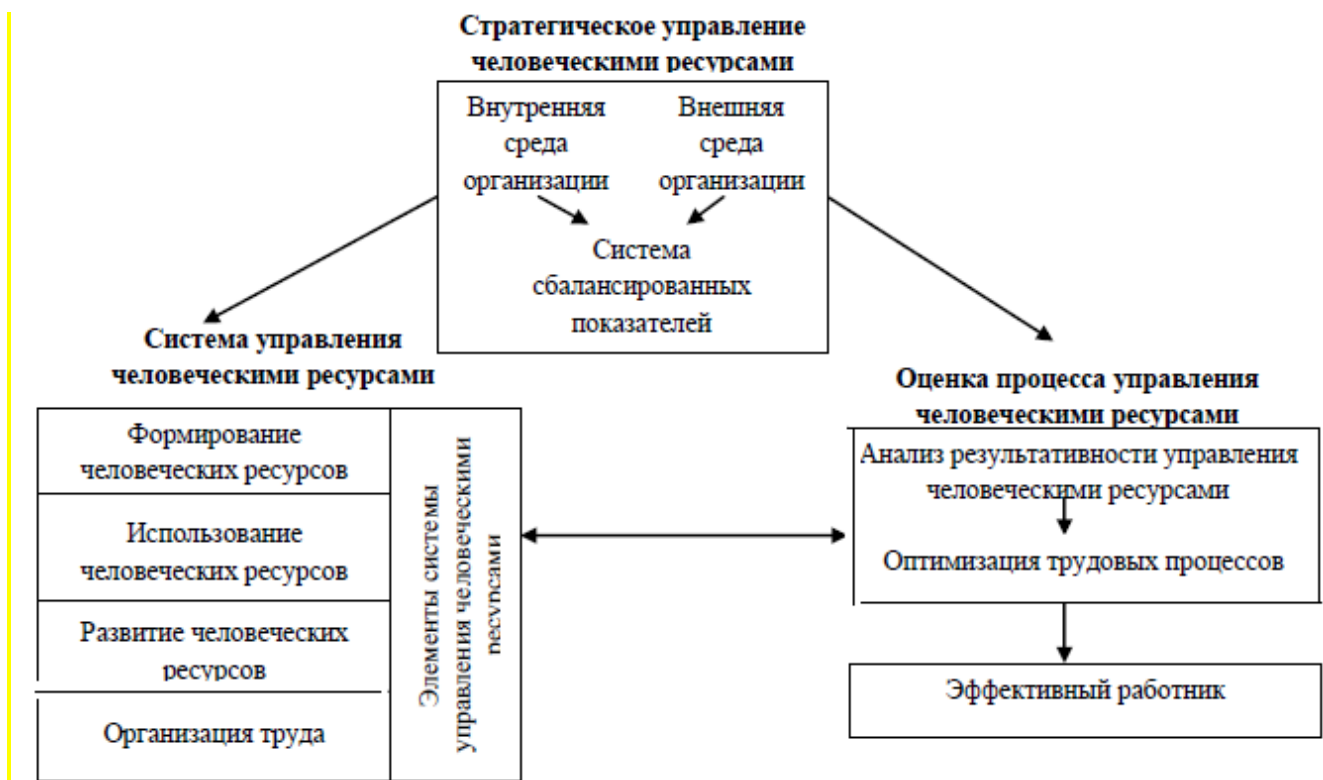 Стратегическое управление
человеческими ресурсами
Внутренняя
среда
организации
Внешняя
среда
организации
Система
сбалансированных
показателей
Система управления
человеческими ресурсами
Формирование
человеческих ресурсов
Использование
человеческих ресурсов
Развитие человеческих
ресурсов
Организация труда
Элементы системы
управления человеческими
ресурсами
Оценка процесса управления
человеческими ресурсами
Анализ результативности управления
человеческими ресурсами
Оптимизация трудовых процессов
Эффективный работник